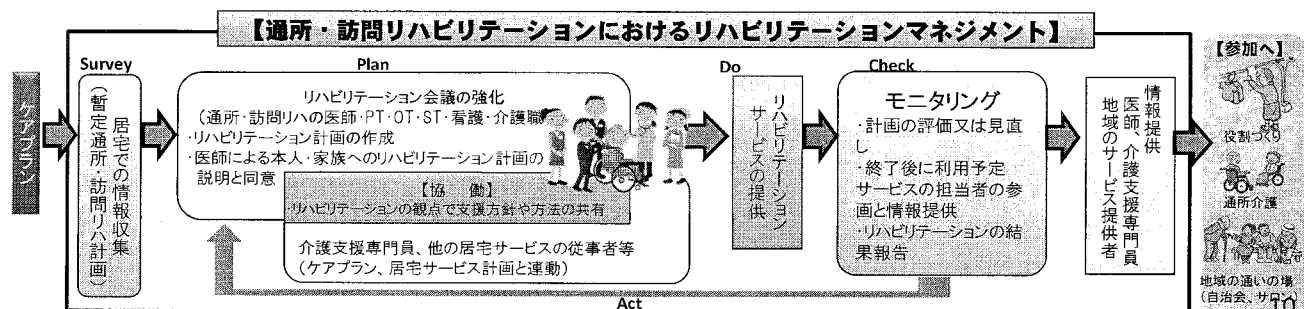 【通所・訪問リハビリテーションにおけるリハビリテーションマネジメント】
ケアプラン
Survey
居宅での情報収集
(暫定通所・訪問リハ計画)
Plan
リハビリテーション会議の強化
(通所・訪問リハの医師・PT・OT・ST・看護・介護職
・リハビリテーション計画の作成
・医師による本人・家族へのリハビリテーション計画の
説明と同意
【協 働】
・リハビリテーションの観点で支援方針や方法の共有
介護支援専門員、他の居宅サービスの従事者等
(ケアプラン、居宅サービス計画と連動)
Do
リハビリテーション
サービスの提供
Check
モニタリング
・計画の評価又は見直
し
・終了後に利用予定
サービスの担当者の参
画と情報提供
・リハビリテーションの結
果報告
Act
情報提供
医師、介護支援専門員
地域のサービス提供者
【参加へ】
役割づくり
通所介護
地域の通いの場
(自治会、サロン)
10